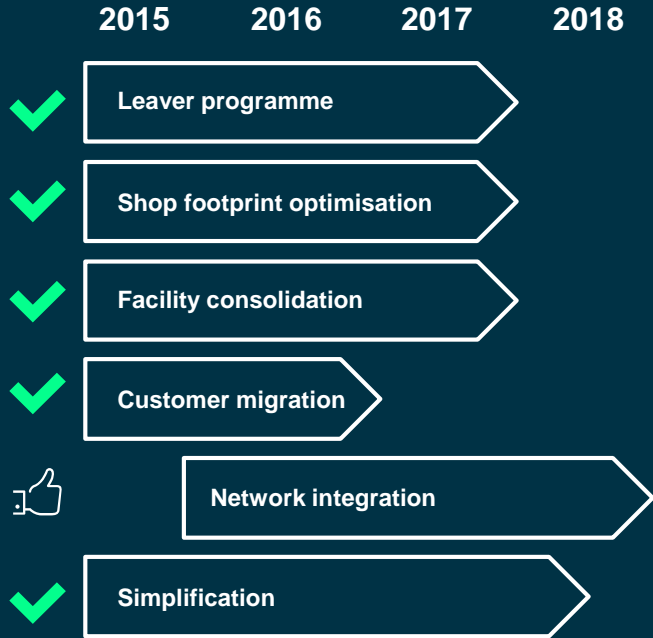 2015 2016 2017 2018
Leaver programme
Shop footprint optimisation
Facility consolidation
Customer migration
Network integration
Simplification